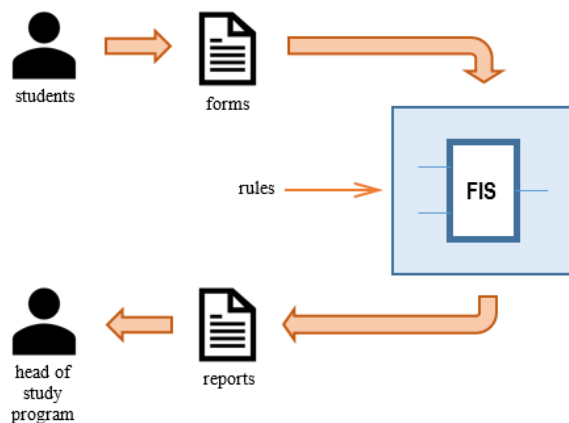 students
forms
rules
FIS
head of
study
program
reports